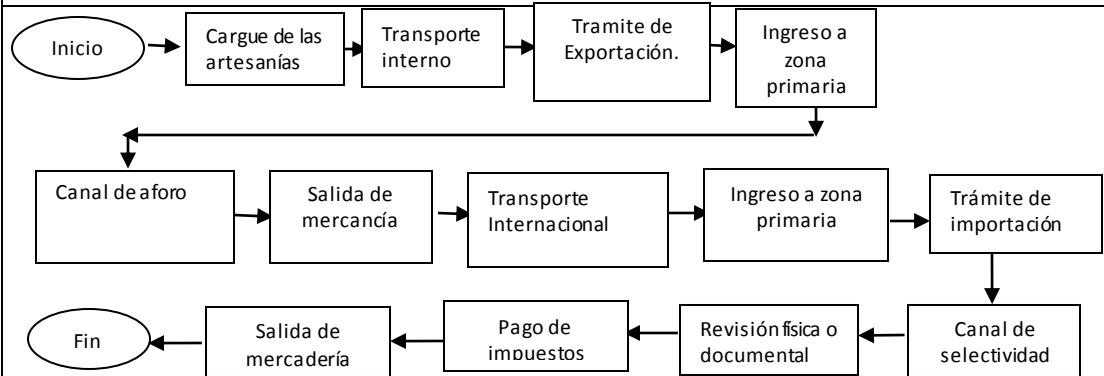 Inicio
Cargue de las
artesanías
Transporte
interno
Tramite de
Exportación.
Ingreso a
zona
primaria
Canal de aforo
Salida de
mercancía
Transporte
Internacional
Ingreso a zona
primaria
Trámite de
importación
Canal de
selectividad
Revisión física o
documental
Pago de
impuestos
Salida de
mercadería
Fin